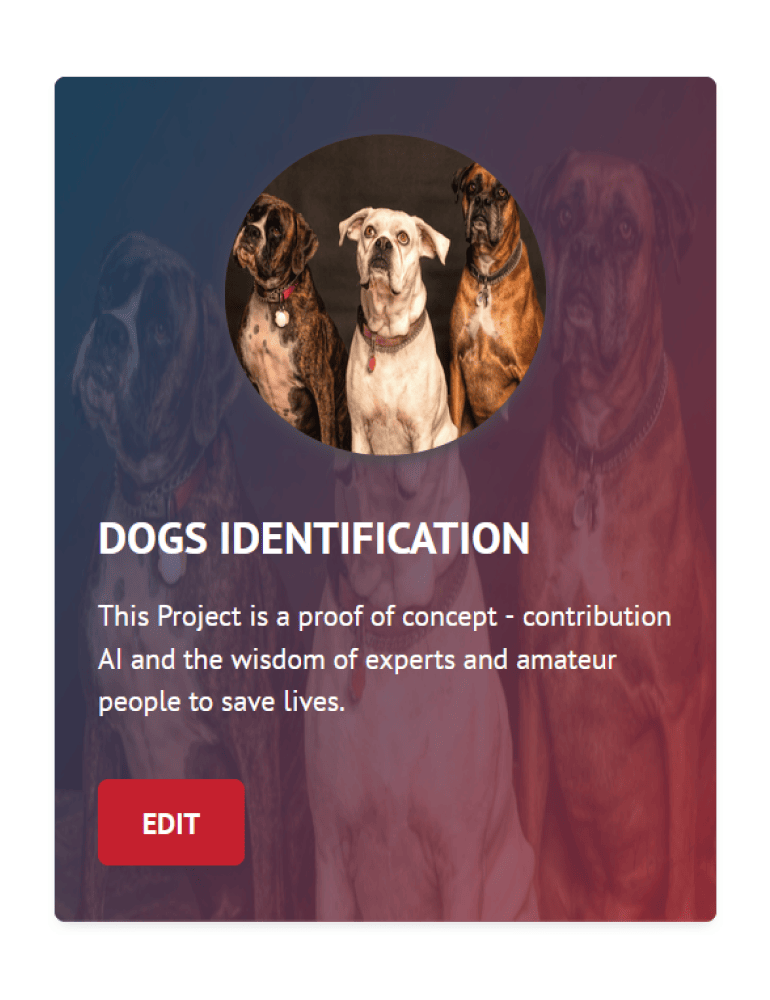 DOGS IDENTIFICATION
This Project is a proof of concept - contribution
AI and the wisdom of experts and amateur
people to save lives.
EDIT